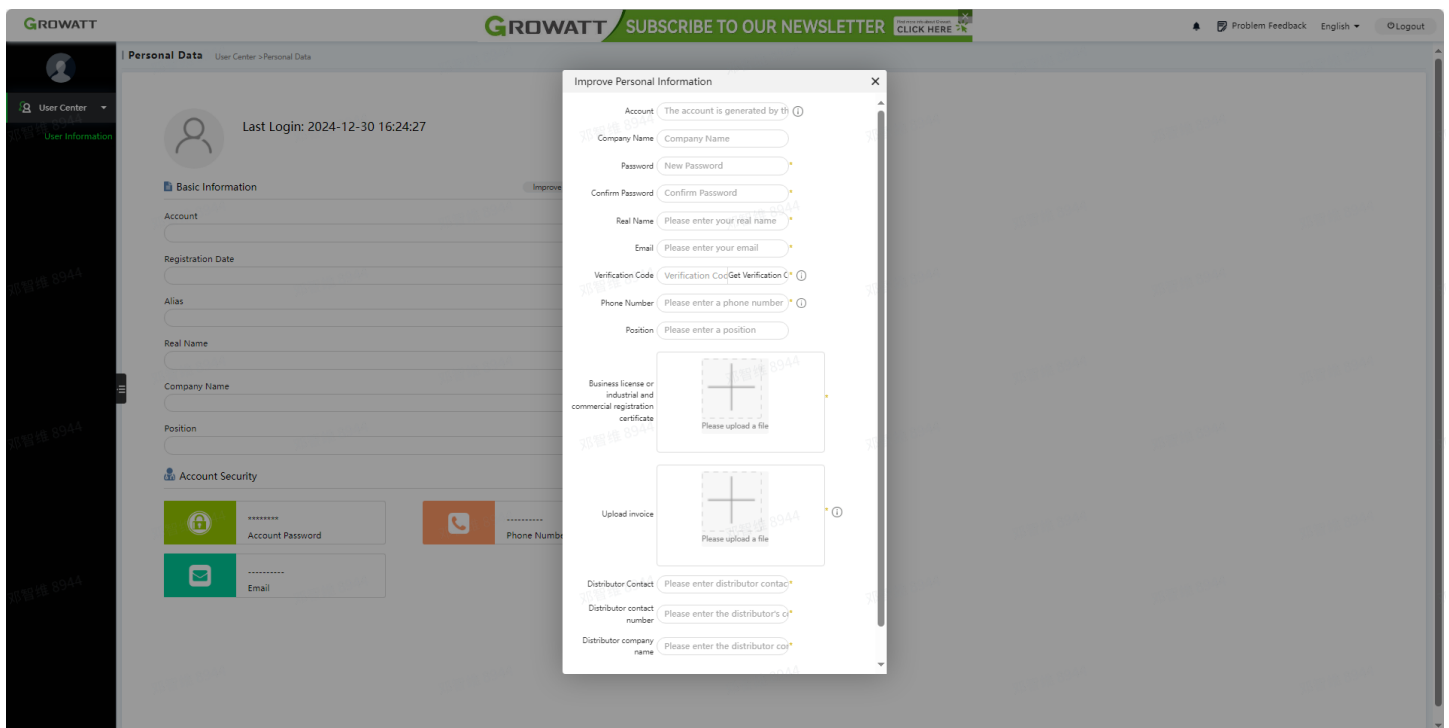 GROWATT
GROWATT SUBSCRIBE TO OUR NEWSLETTER CLICK HERE
Problem Feedback English Logout
Personal Data User Center >Personal Data
User Center
User Information
Last Login: 2024-12-30 16:24:27
Basic Information Improve
Account
Registration Date
Alias
Real Name
Company Name
Position
Account Security
********
Account Password
----------
Phone Numbe
----------
Email
Improve Personal Information
Account The account is generated by th
Company Name Company Name
Password New Password *
Confirm Password Confirm Password *
Real Name Please enter your real name *
Email Please enter your email *
Verification Code Verification Cod Get Verification C *
Phone Number Please enter a phone number *
Position Please enter a position
Business license or
industrial and
commercial registration
certificate
Please upload a file
*
Upload invoice
Please upload a file
*
Distributor Contact Please enter distributor contac *
Distributor contact
number
Please enter the distributor's c *
Distributor company
name
Please enter the distributor co *
邓智维 8944